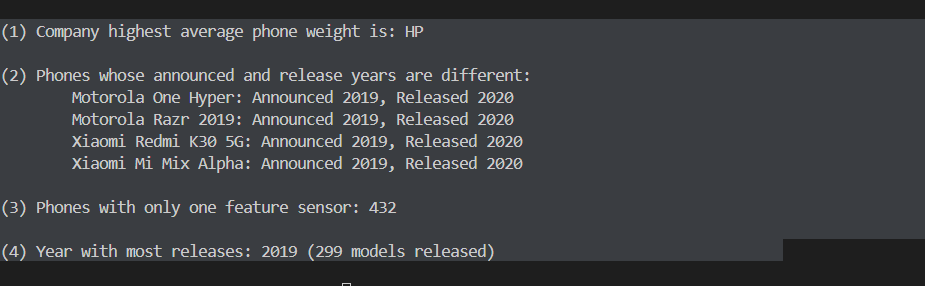 (1) Company highest average phone weight is: HP
(2) Phones whose announced and release years are different:
Motorola One Hyper: Announced 2019, Released 2020
Motorola Razr 2019: Announced 2019, Released 2020
Xiaomi Redmi K30 5G: Announced 2019, Released 2020
Xiaomi Mi Mix Alpha: Announced 2019, Released 2020
(3) Phones with only one feature sensor: 432
(4) Year with most releases: 2019 (299 models released)